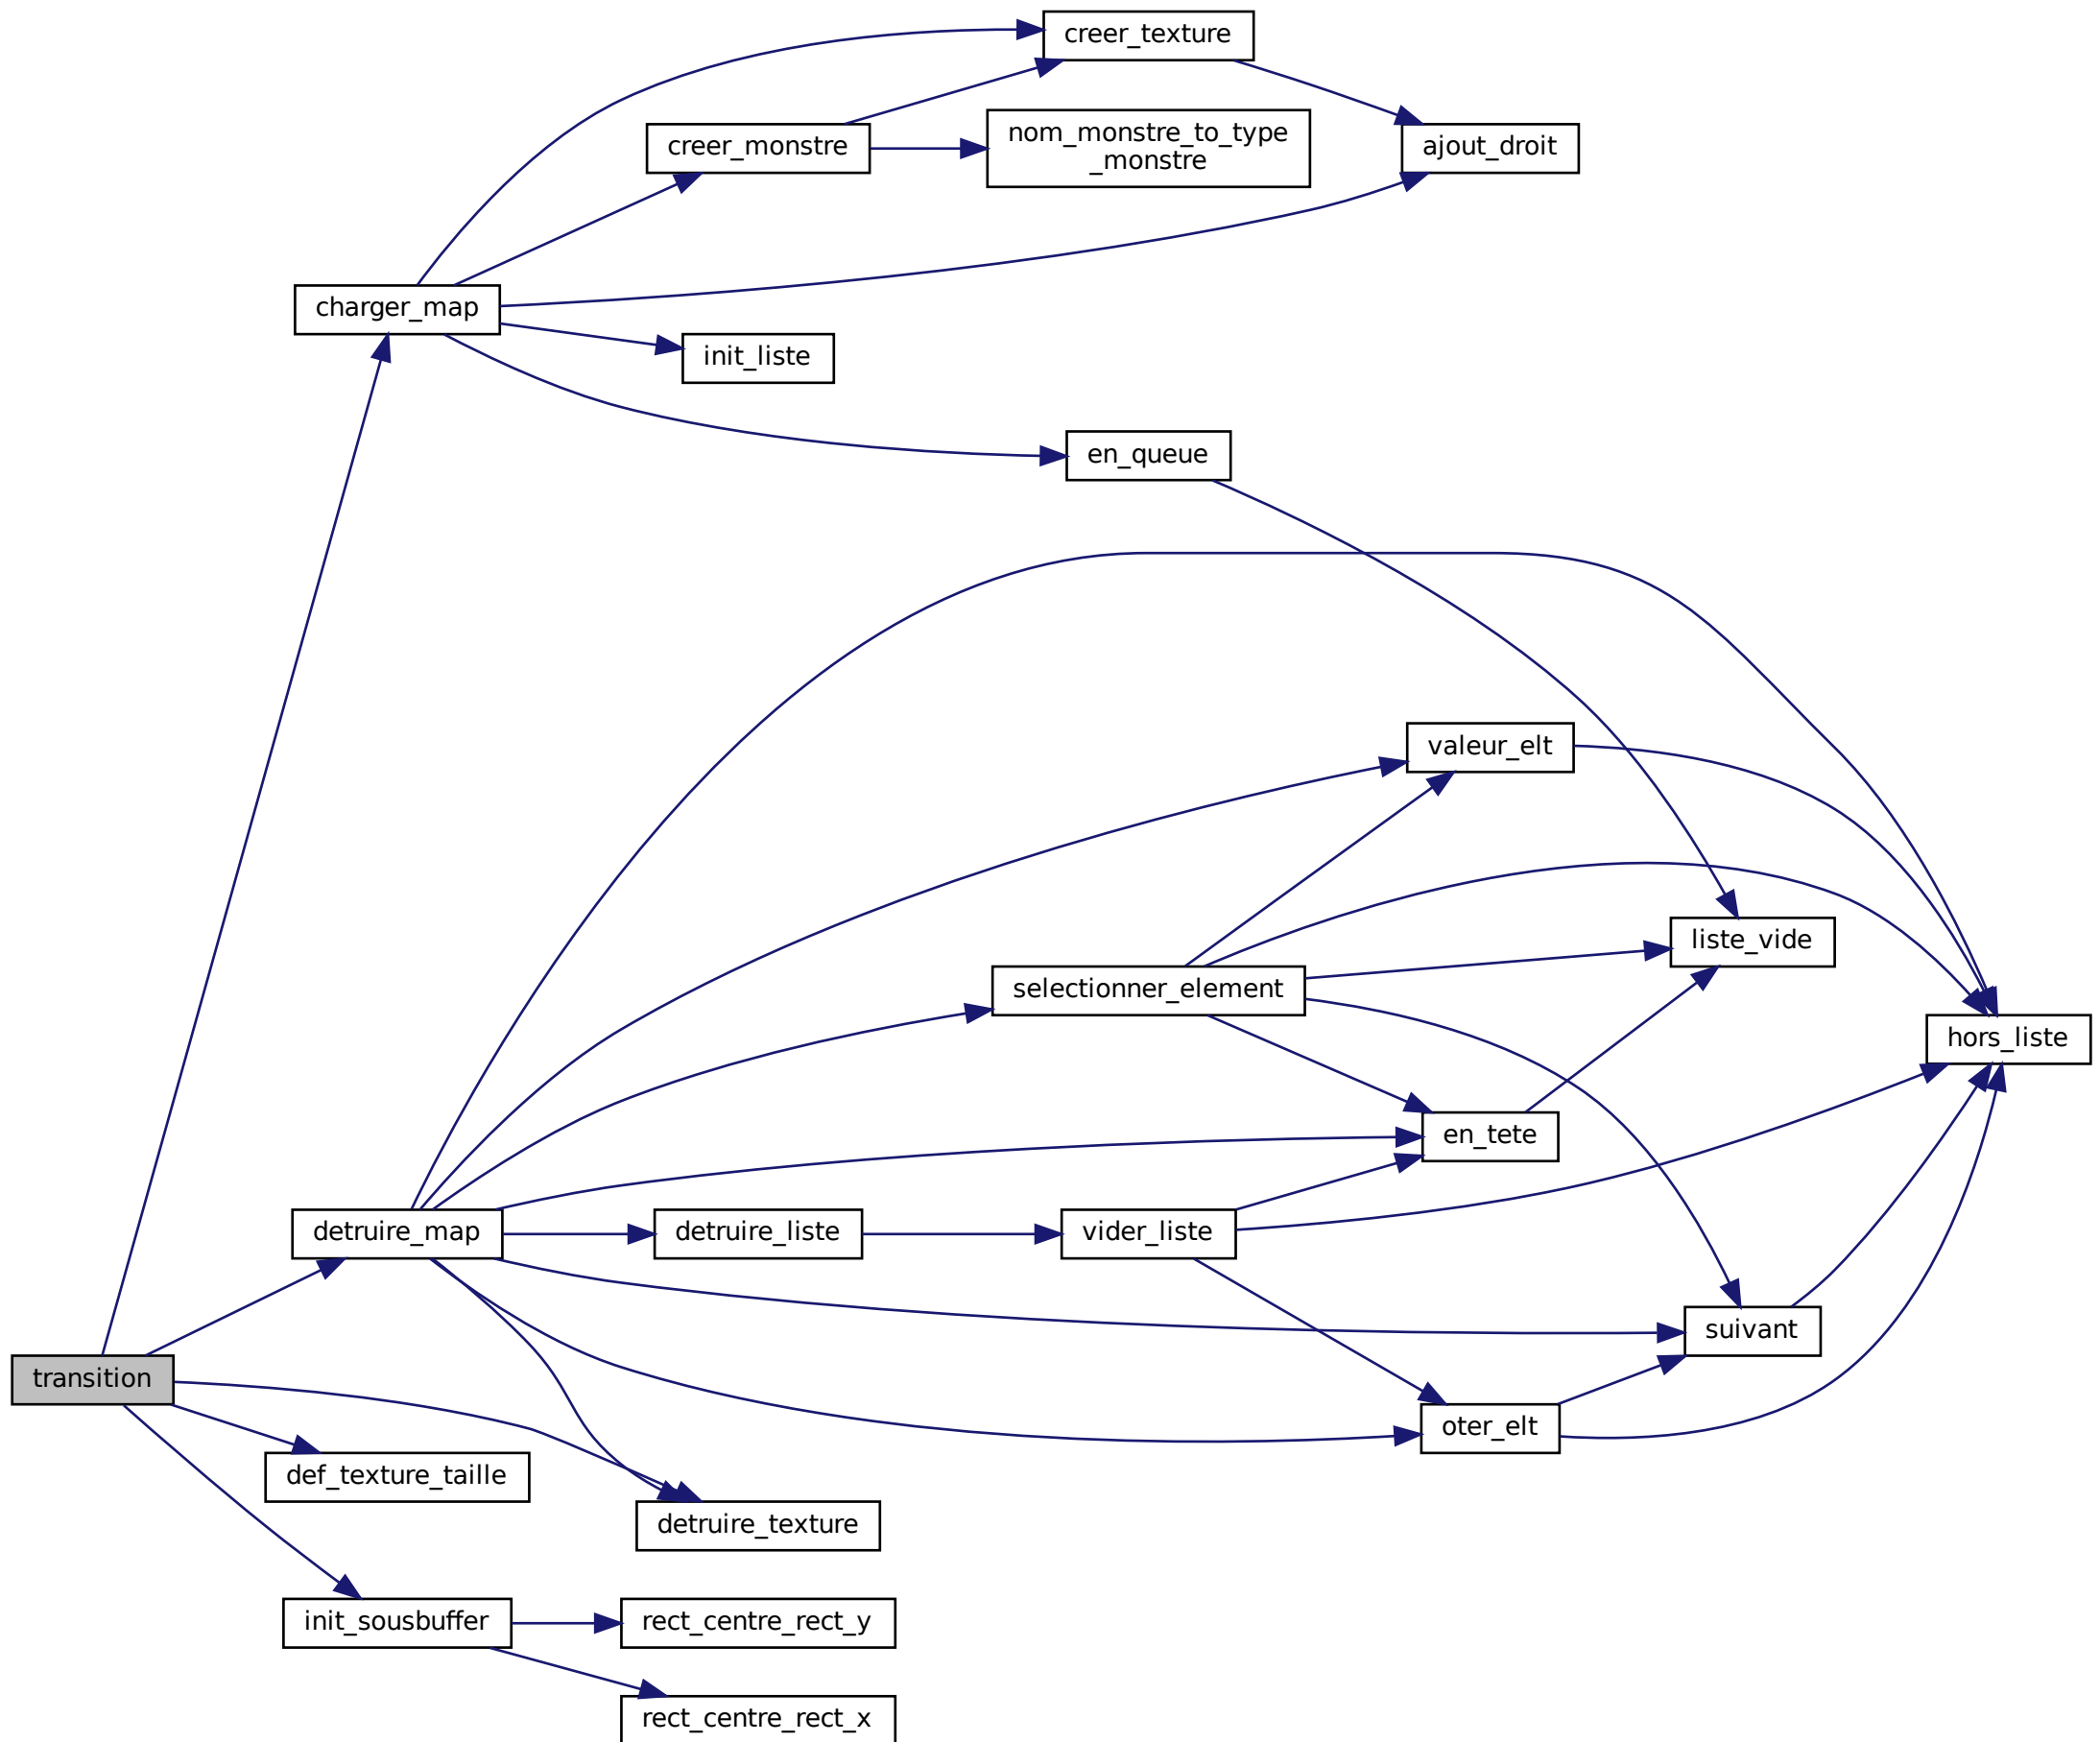 creer_texture
creer_monstre
nom_monstre_to_type
_monstre
ajout_droit
charger_map
init_liste
en_queue
valeur_elt
liste_vide
selectionner_element
hors_liste
en_tete
detruire_map
detruire_liste
vider_liste
suivant
transition
oter_elt
def_texture_taille
detruire_texture
init_sousbuffer
rect_centre_rect_y
rect_centre_rect_x